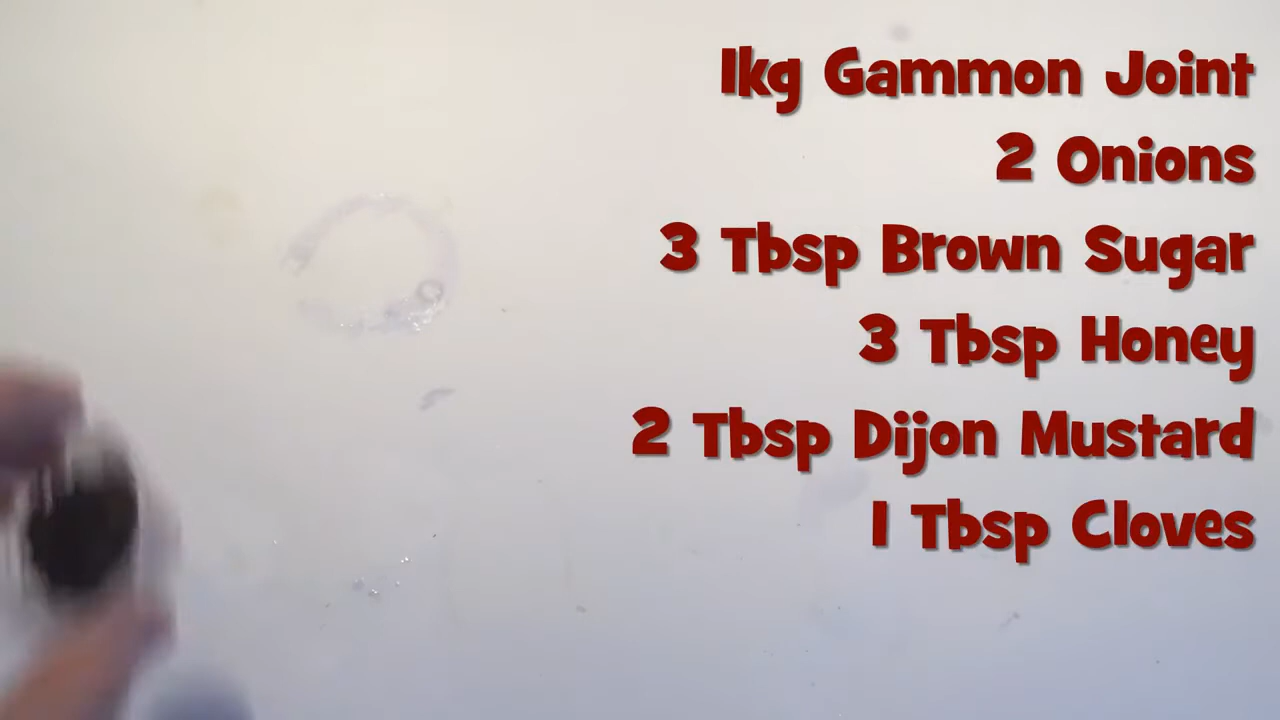 1kg Gammon Joint
2 Onions
3 Tbsp Brown Sugar
3 Tbsp Honey
2 Tbsp Dijon Mustard
1 Tbsp Cloves